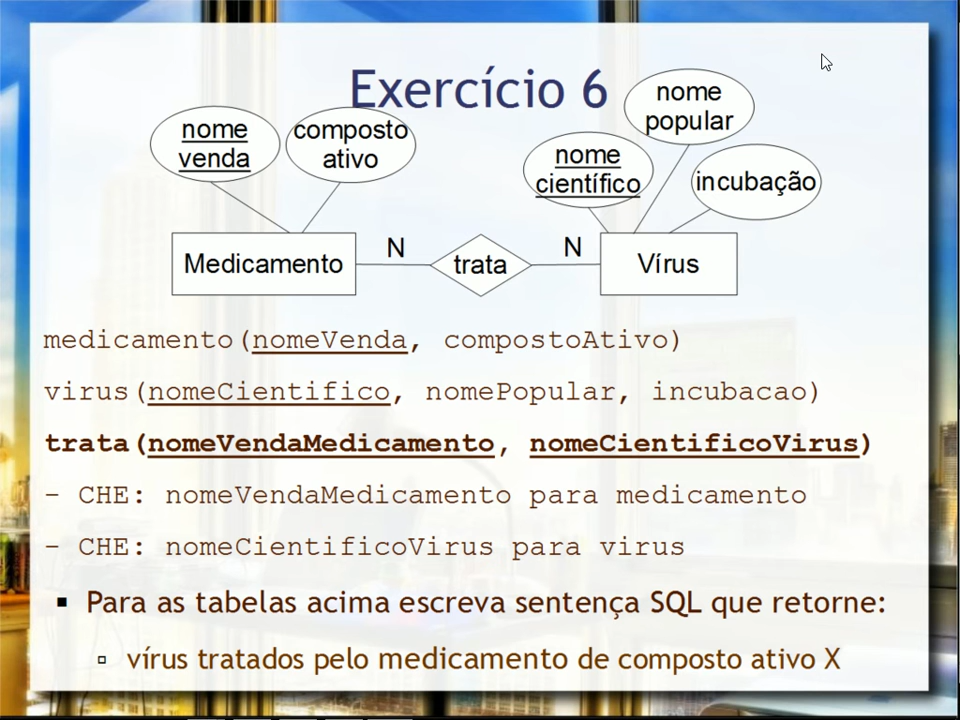 Exercício 6
nome
venda
composto
ativo
nome
científico
nome
popular
incubação
Medicamento
N
trata
N
Vírus
medicamento(nomeVenda, compostoAtivo)
virus(nomeCientifico, nomePopular, incubacao)
trata(nomeVendaMedicamento, nomeCientificoVirus)
- CHE: nomeVendaMedicamento para medicamento
- CHE: nomeCientificoVirus para virus
▪ Para as tabelas acima escreva sentença SQL que retorne:
▫ vírus tratados pelo medicamento de composto ativo X